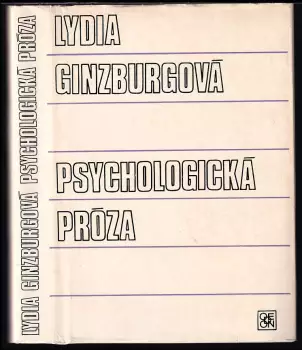 LYDIA
GINZBURGOVÁ
PSYCHOLOGICKÁ
PRÓZA
LYDIA GINZBURGOVÁ PSYCHOLOGICKÁ PRÓZA
ODEON